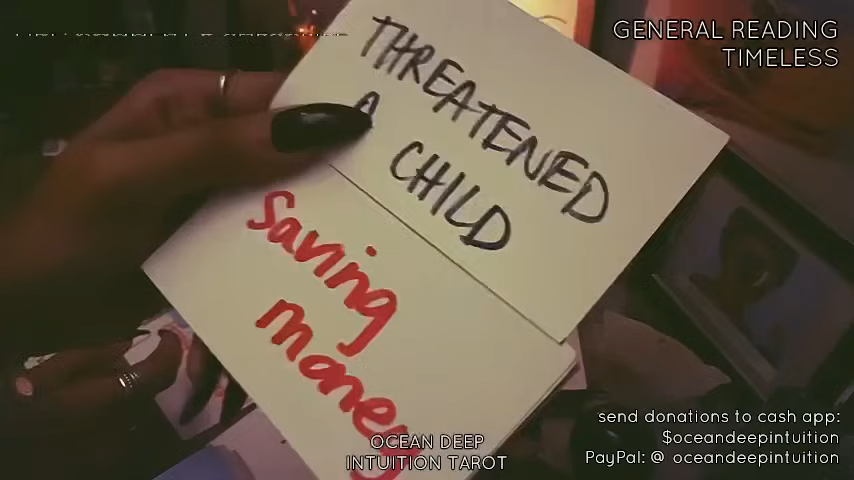 GENERAL READING
TIMELESS
THREATENED
A
CHILD
Saving
money
OCEAN DEEP
INTUITION TAROT
send donations to cash app:
$oceandeepintuition
PayPal: @ oceandeepintuition